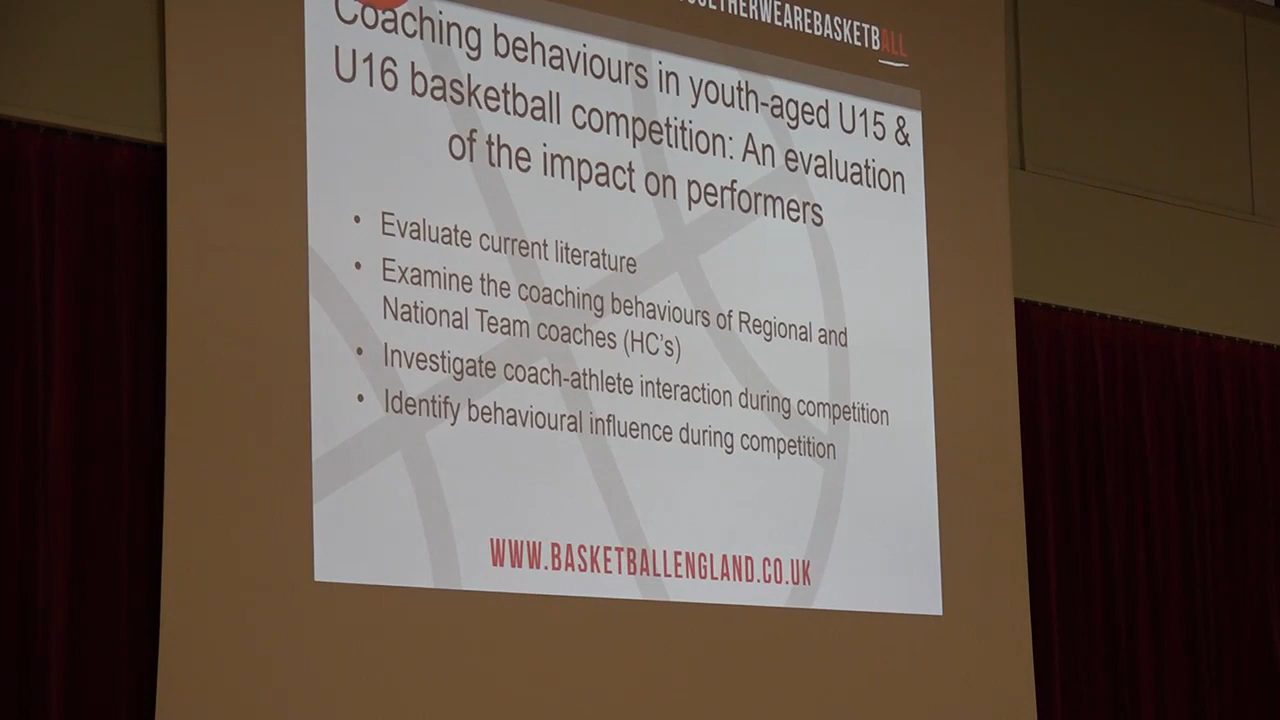 TOGETHERWEAREBASKETBALL
Coaching behaviours in youth-aged U15 &
U16 basketball competition: An evaluation
of the impact on performers
• Evaluate current literature
• Examine the coaching behaviours of Regional and
National Team coaches (HC's)
• Investigate coach-athlete interaction during competition
• Identify behavioural influence during competition
WWW.BASKETBALLENGLAND.CO.UK